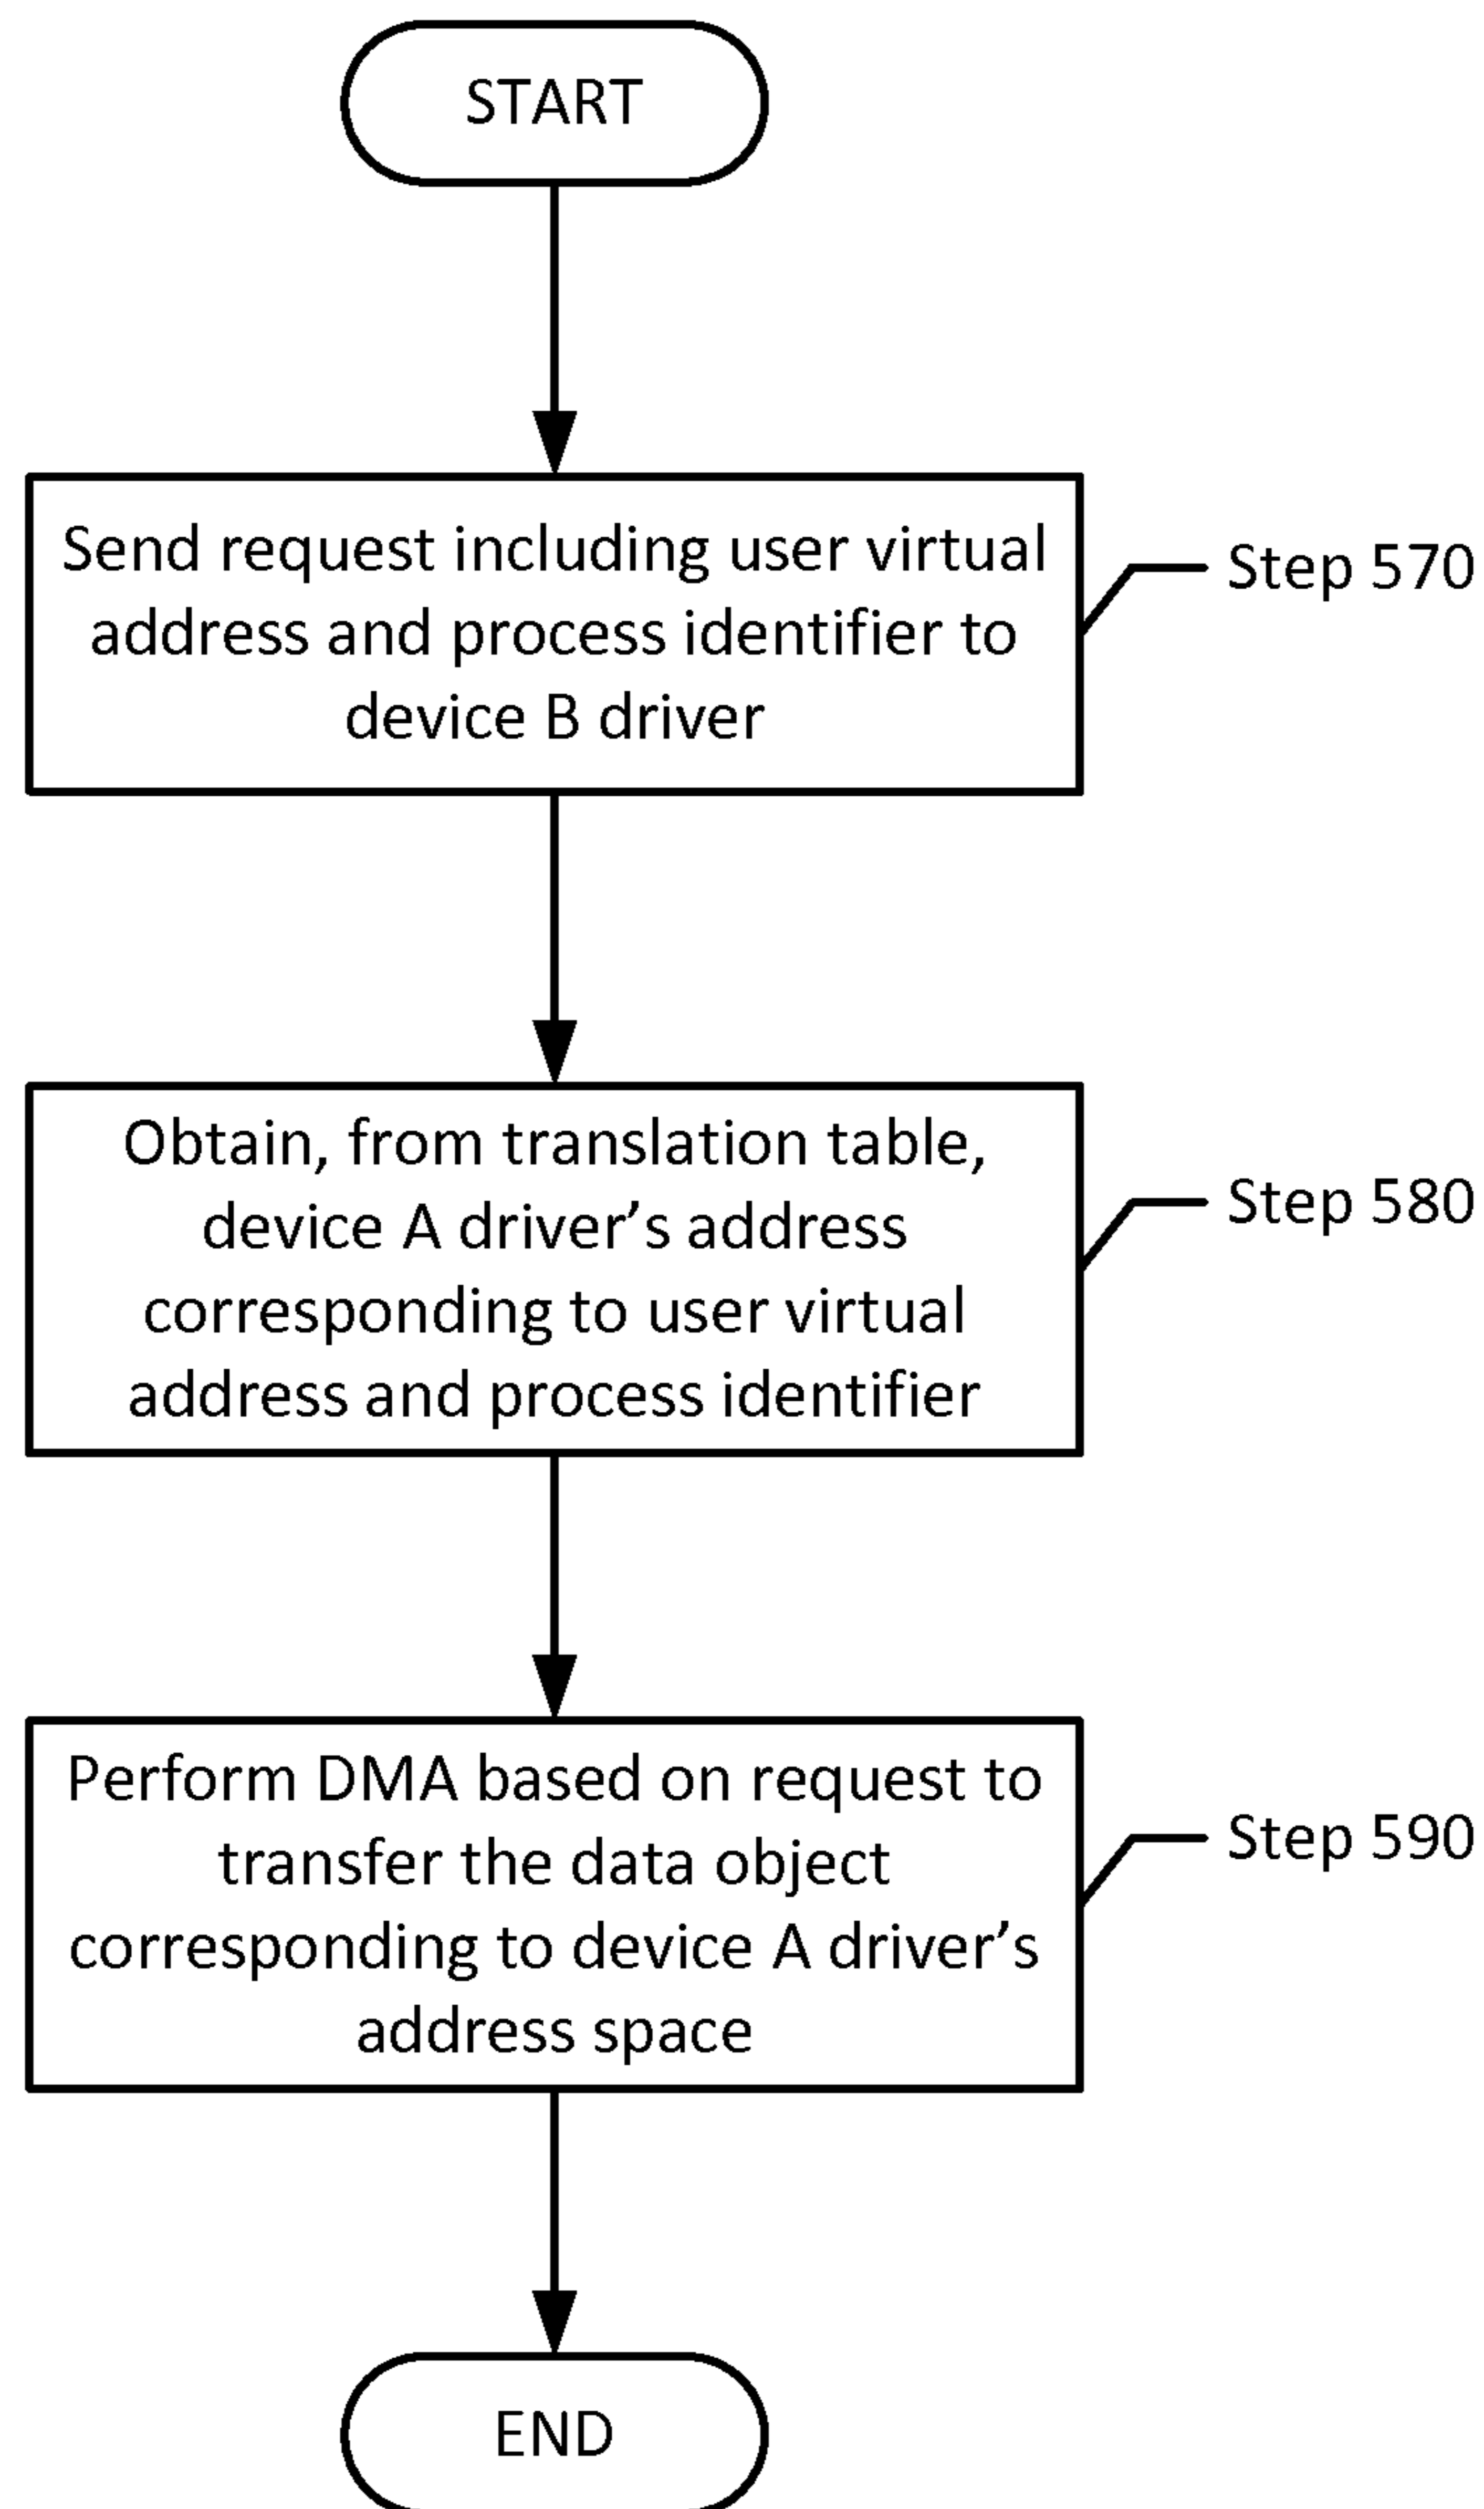 START
Send request including user virtual
address and process identifier to
device B driver
Step 570
Obtain, from translation table,
device A driver’s address
corresponding to user virtual
address and process identifier
Step 580
Perform DMA based on request to
transfer the data object
corresponding to device A driver’s
address space
Step 590
END